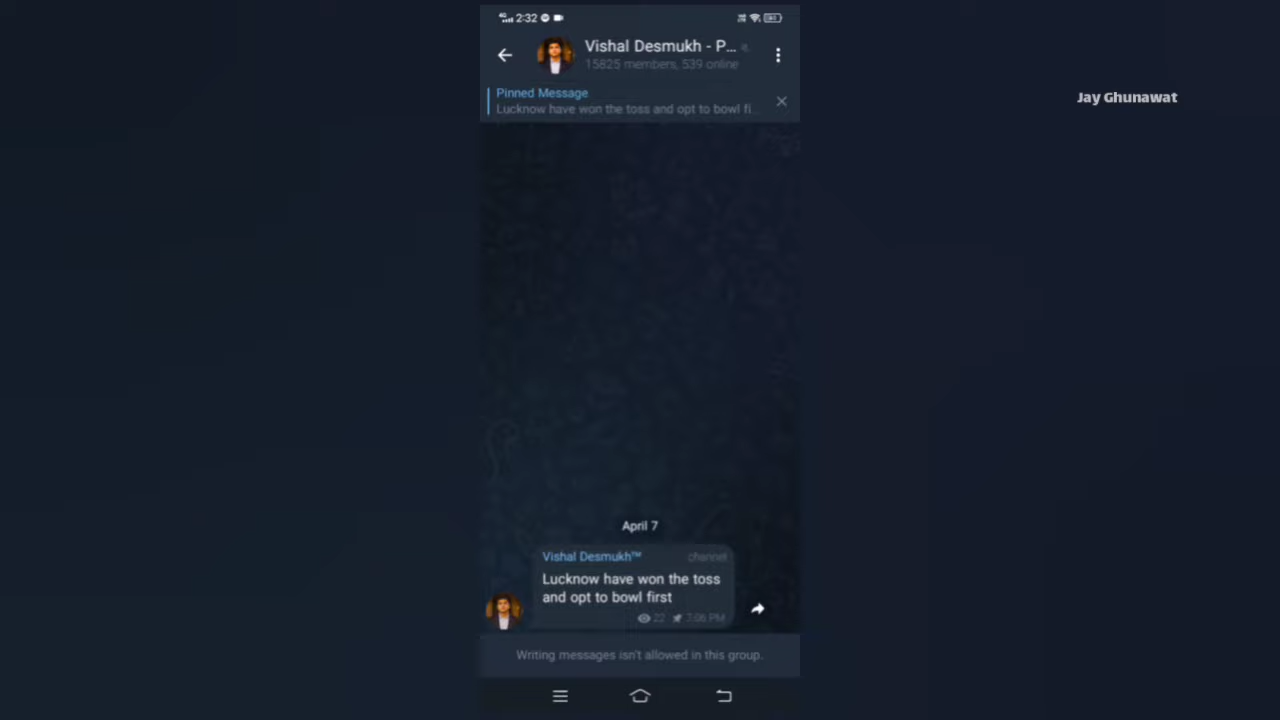 2:32
Vishal Desmukh - P...
15825 members, 539 online
Pinned Message
Lucknow have won the toss and opt to bowl fi...
Jay Ghunawat
April 7
Vishal Desmukh™ channel
Lucknow have won the toss
and opt to bowl first
22 7:06 PM
Writing messages isn't allowed in this group.